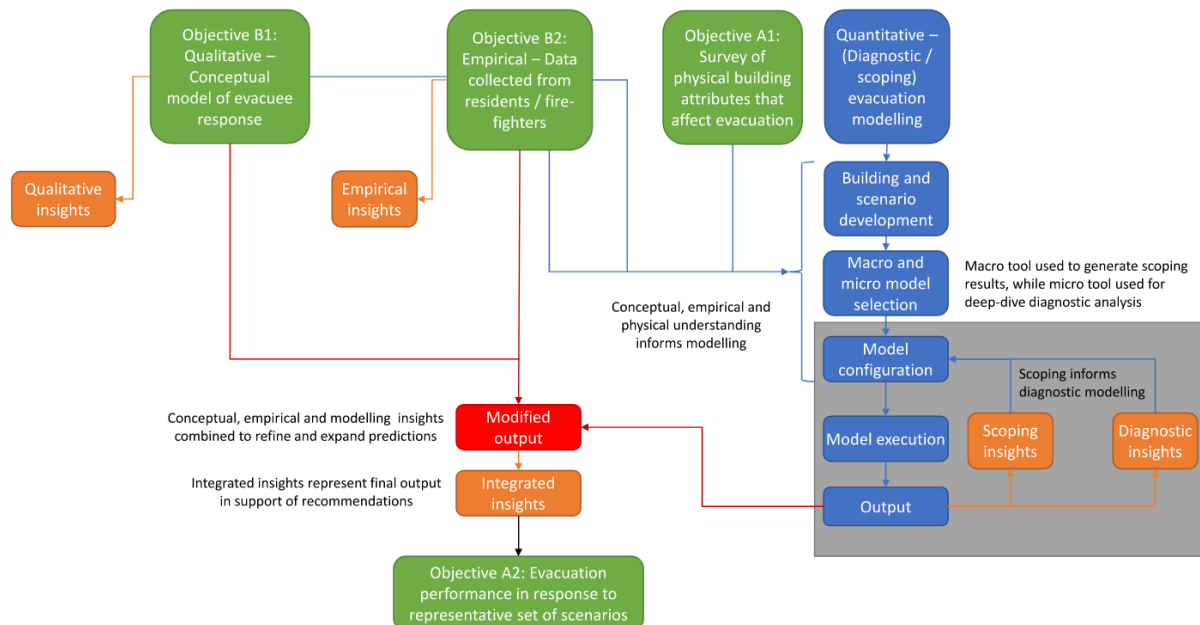 Objective B1:
Qualitative –
Conceptual
model of evacuee
response
Objective B2:
Empirical – Data
collected from
residents / fire-
fighters
Objective A1:
Survey of
physical building
attributes that
affect evacuation
Quantitative –
(Diagnostic /
scoping)
evacuation
modelling
Qualitative
insights
Empirical
insights
Building and
scenario
development
Macro and
micro model
selection
Macro tool used to generate scoping
results, while micro tool used for
deep-dive diagnostic analysis
Conceptual, empirical and
physical understanding
informs modelling
Model
configuration
Scoping informs
diagnostic modelling
Conceptual, empirical and modelling insights
combined to refine and expand predictions
Modified
output
Model execution
Scoping
insights
Diagnostic
insights
Integrated insights represent final output
in support of recommendations
Integrated
insights
Output
Objective A2: Evacuation
performance in response to
representative set of scenarios